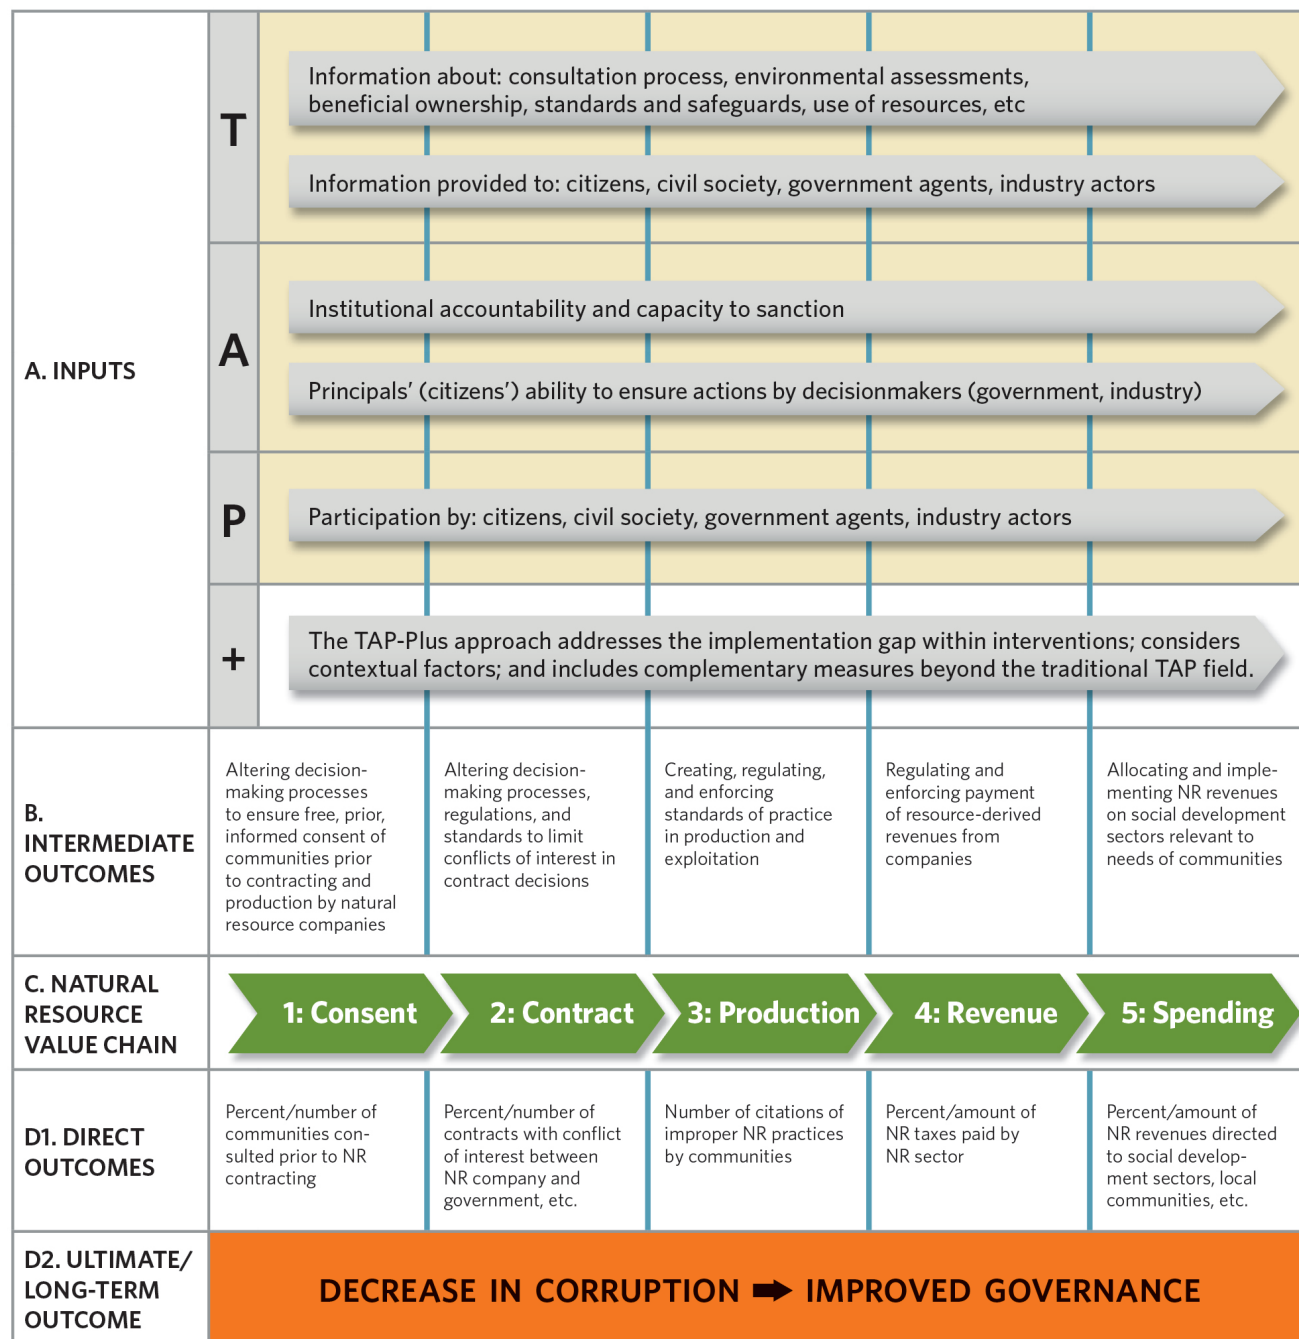 A. INPUTS
T
Information about: consultation process, environmental assessments,
beneficial ownership, standards and safeguards, use of resources, etc
Information provided to: citizens, civil society, government agents, industry actors
A
Institutional accountability and capacity to sanction
Principals’ (citizens’) ability to ensure actions by decisionmakers (government, industry)
P
Participation by: citizens, civil society, government agents, industry actors
+
The TAP-Plus approach addresses the implementation gap within interventions; considers
contextual factors; and includes complementary measures beyond the traditional TAP field.
B.
INTERMEDIATE
OUTCOMES
Altering decision-
making processes
to ensure free, prior,
informed consent of
communities prior
to contracting and
production by natural
resource companies
Altering decision-
making processes,
regulations, and
standards to limit
conflicts of interest in
contract decisions
Creating, regulating,
and enforcing
standards of practice
in production and
exploitation
Regulating and
enforcing payment
of resource-derived
revenues from
companies
Allocating and imple-
menting NR revenues
on social development
sectors relevant to
needs of communities
C. NATURAL
RESOURCE
VALUE CHAIN
1: Consent
2: Contract
3: Production
4: Revenue
5: Spending
D1. DIRECT
OUTCOMES
Percent/number of
communities con-
sulted prior to NR
contracting
Percent/number of
contracts with conflict
of interest between
NR company and
government, etc.
Number of citations of
improper NR practices
by communities
Percent/amount of
NR taxes paid by
NR sector
Percent/amount of
NR revenues directed
to social develop-
ment sectors, local
communities, etc.
D2. ULTIMATE/
LONG-TERM
OUTCOME
DECREASE IN CORRUPTION ➡ IMPROVED GOVERNANCE